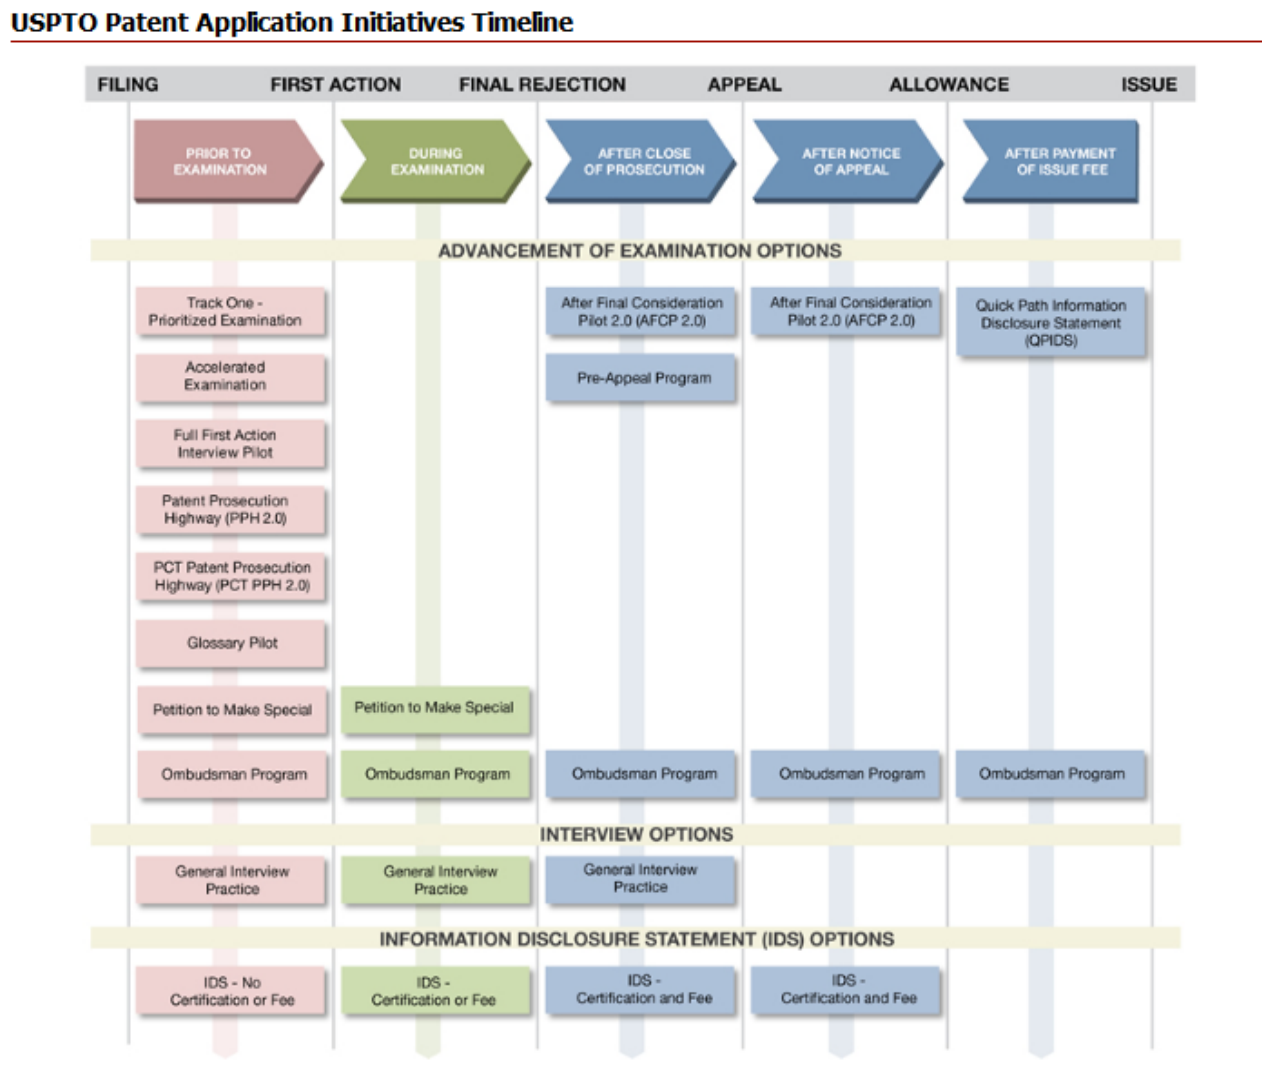 USPTO Patent Application Initiatives Timeline
FILING FIRST ACTION FINAL REJECTION APPEAL ALLOWANCE ISSUE
PRIOR TO
EXAMINATION
DURING
EXAMINATION
AFTER CLOSE
OF PROSECUTION
AFTER NOTICE
OF APPEAL
AFTER PAYMENT
OF ISSUE FEE
ADVANCEMENT OF EXAMINATION OPTIONS
Track One -
Prioritized Examination
After Final Consideration
Pilot 2.0 (AFCP 2.0)
After Final Consideration
Pilot 2.0 (AFCP 2.0)
Quick Path Information
Disclosure Statement
(QPIDS)
Accelerated
Examination
Pre-Appeal Program
Full First Action
Interview Pilot
Patent Prosecution
Highway (PPH 2.0)
PCT Patent Prosecution
Highway (PCT PPH 2.0)
Glossary Pilot
Petition to Make Special
Petition to Make Special
Ombudsman Program
Ombudsman Program
Ombudsman Program
Ombudsman Program
Ombudsman Program
INTERVIEW OPTIONS
General Interview
Practice
General Interview
Practice
General Interview
Practice
INFORMATION DISCLOSURE STATEMENT (IDS) OPTIONS
IDS - No
Certification or Fee
IDS -
Certification or Fee
IDS -
Certification and Fee
IDS -
Certification and Fee